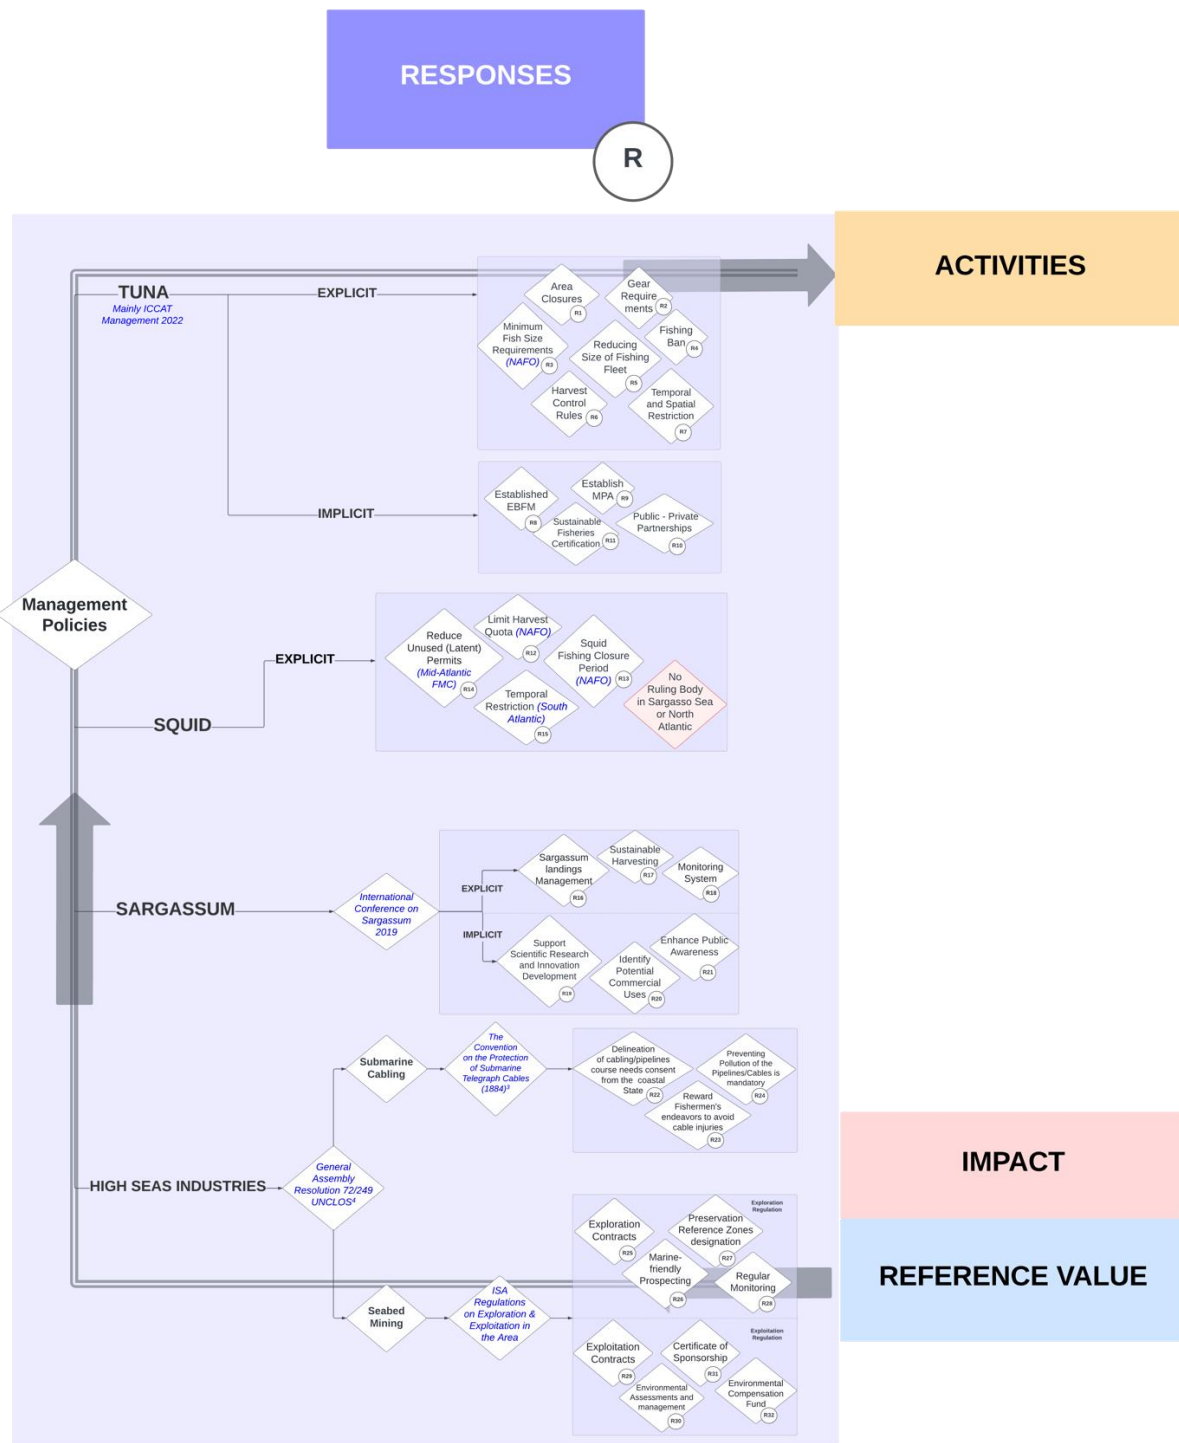 RESPONSES
R
ACTIVITIES
TUNA
Mainly ICCAT
Management 2022
EXPLICIT
Area
Closures
R1
Gear
Require
ments
R2
Minimum
Fish Size
Requirements
(NAFO)
R3
Fishing
Ban
R4
Reducing
Size of Fishing
Fleet
R5
Harvest
Control
Rules
R6
Temporal
and Spatial
Restriction
R7
IMPLICIT
Established
EBFM
R8
Establish
MPA
R9
Public - Private
Partnerships
R10
Sustainable
Fisheries
Certification
R11
Management
Policies
SQUID
EXPLICIT
Reduce
Unused (Latent)
Permits
(Mid-Atlantic
FMC)
R14
Limit Harvest
Quota (NAFO)
R12
Squid
Fishing Closure
Period
(NAFO)
R13
Temporal
Restriction (South
Atlantic)
R15
No
Ruling Body
in Sargasso Sea
or North
Atlantic
SARGASSUM
International
Conference on
Sargassum
2019
EXPLICIT
Sargassum
landings
Management
R16
Sustainable
Harvesting
R17
Monitoring
System
R18
IMPLICIT
Support
Scientific Research
and Innovation
Development
R19
Identify
Potential
Commercial
Uses
R20
Enhance Public
Awareness
R21
HIGH SEAS INDUSTRIES
General
Assembly
Resolution 72/249
UNCLOS⁴
Submarine
Cabling
The
Convention
on the Protection
of Submarine
Telegraph Cables
(1884)³
Delineation
of cabling/pipelines
course needs consent
from the coastal
State
R22
Preventing
Pollution of the
Pipelines/Cables is
mandatory
R24
Reward
Fishermen's
endeavors to avoid
cable injuries
R23
IMPACT
REFERENCE VALUE
Seabed
Mining
ISA
Regulations
on Exploration &
Exploitation in
the Area
Exploration
Regulation
Exploration
Contracts
R25
Preservation
Reference Zones
designation
R27
Marine-
friendly
Prospecting
R26
Regular
Monitoring
R28
Exploitation
Regulation
Exploitation
Contracts
R29
Certificate of
Sponsorship
R31
Environmental
Assessments and
management
R30
Environmental
Compensation
Fund
R32